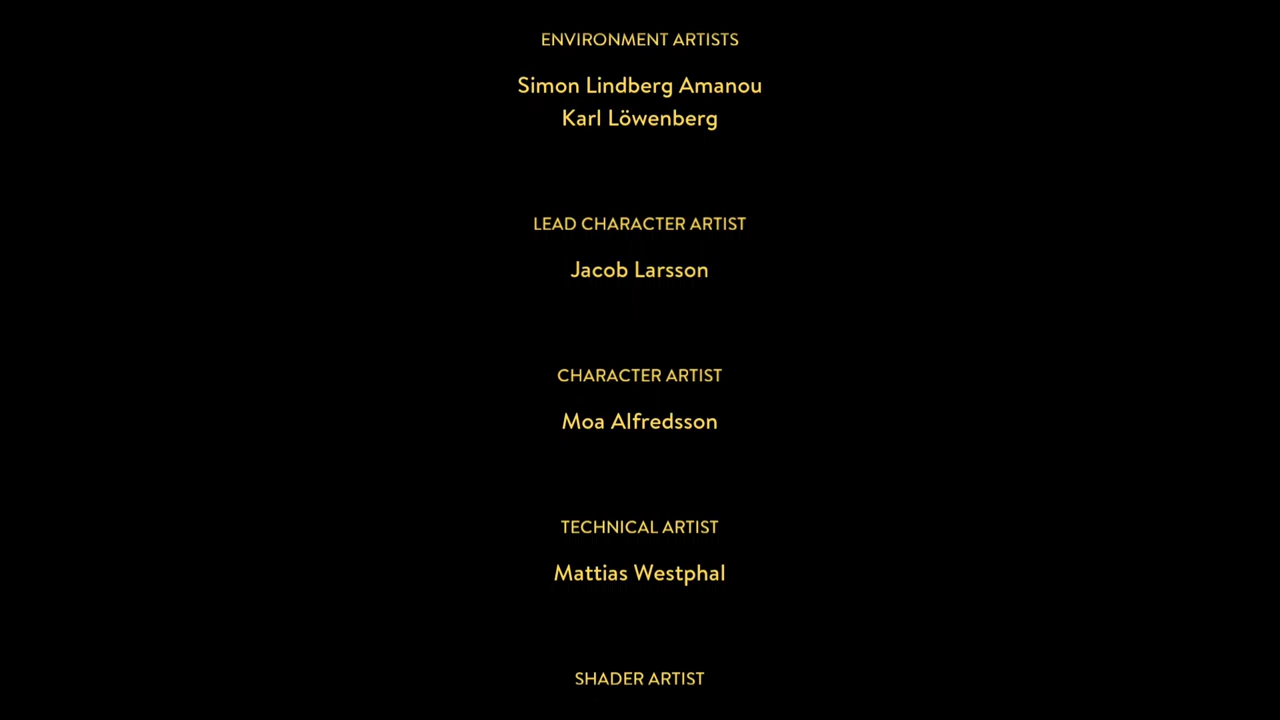 ENVIRONMENT ARTISTS
Simon Lindberg Amanou
Karl Löwenberg
LEAD CHARACTER ARTIST
Jacob Larsson
CHARACTER ARTIST
Moa Alfredsson
TECHNICAL ARTIST
Mattias Westphal
SHADER ARTIST